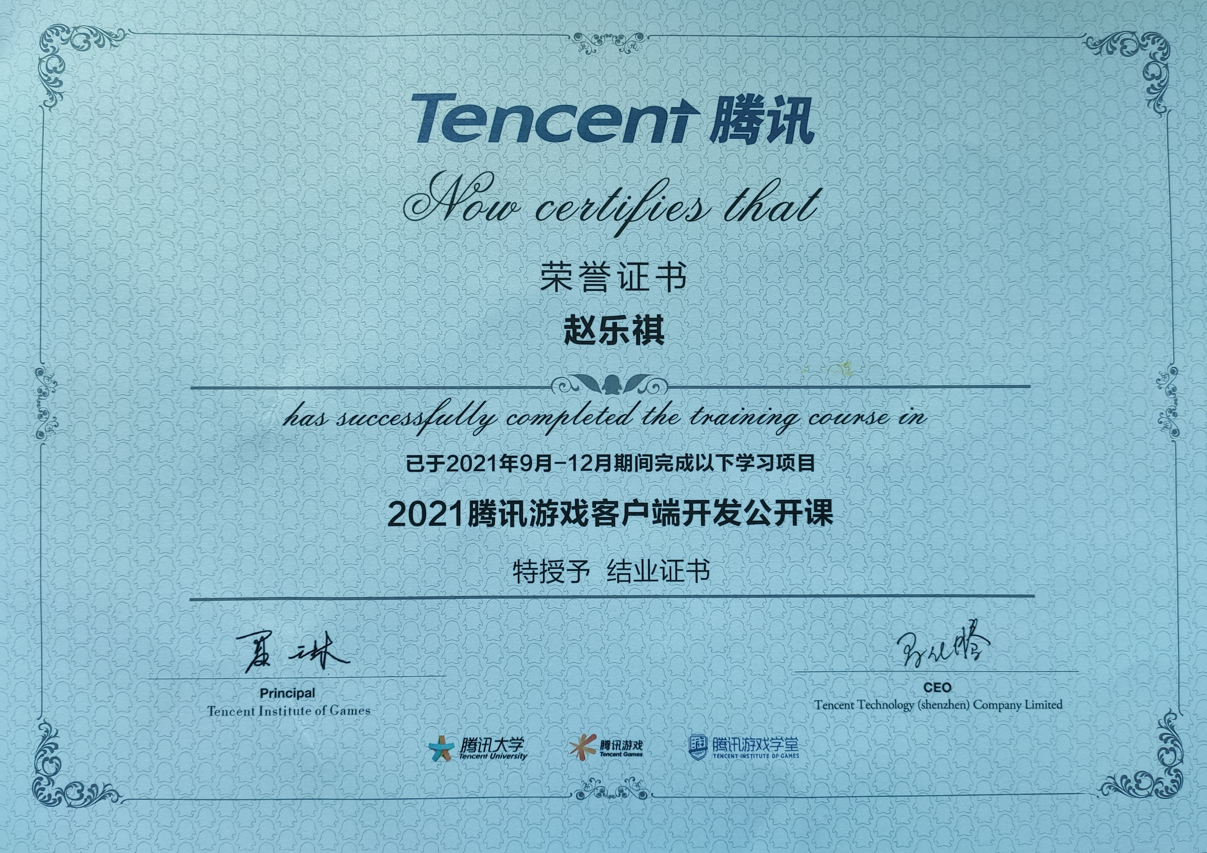 Tencent 腾讯
Now certifies that
荣誉证书
赵乐祺
has successfully completed the training course in
已于2021年9月-12月期间完成以下学习项目
2021腾讯游戏客户端开发公开课
特授予 结业证书
夏琳
马化腾
Principal
CEO
Tencent Institute of Games
Tencent Technology (shenzhen) Company Limited
腾讯大学
Tencent University
腾讯游戏
Tencent Games
腾讯游戏学堂
TENCENT INSTITUTE OF GAMES